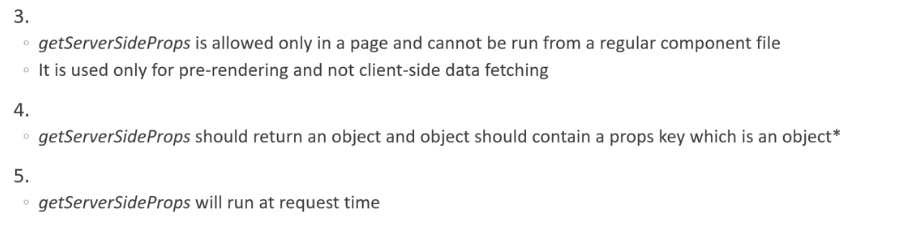 3.
◦ getServerSideProps is allowed only in a page and cannot be run from a regular component file
◦ It is used only for pre-rendering and not client-side data fetching
4.
◦ getServerSideProps should return an object and object should contain a props key which is an object*
5.
◦ getServerSideProps will run at request time